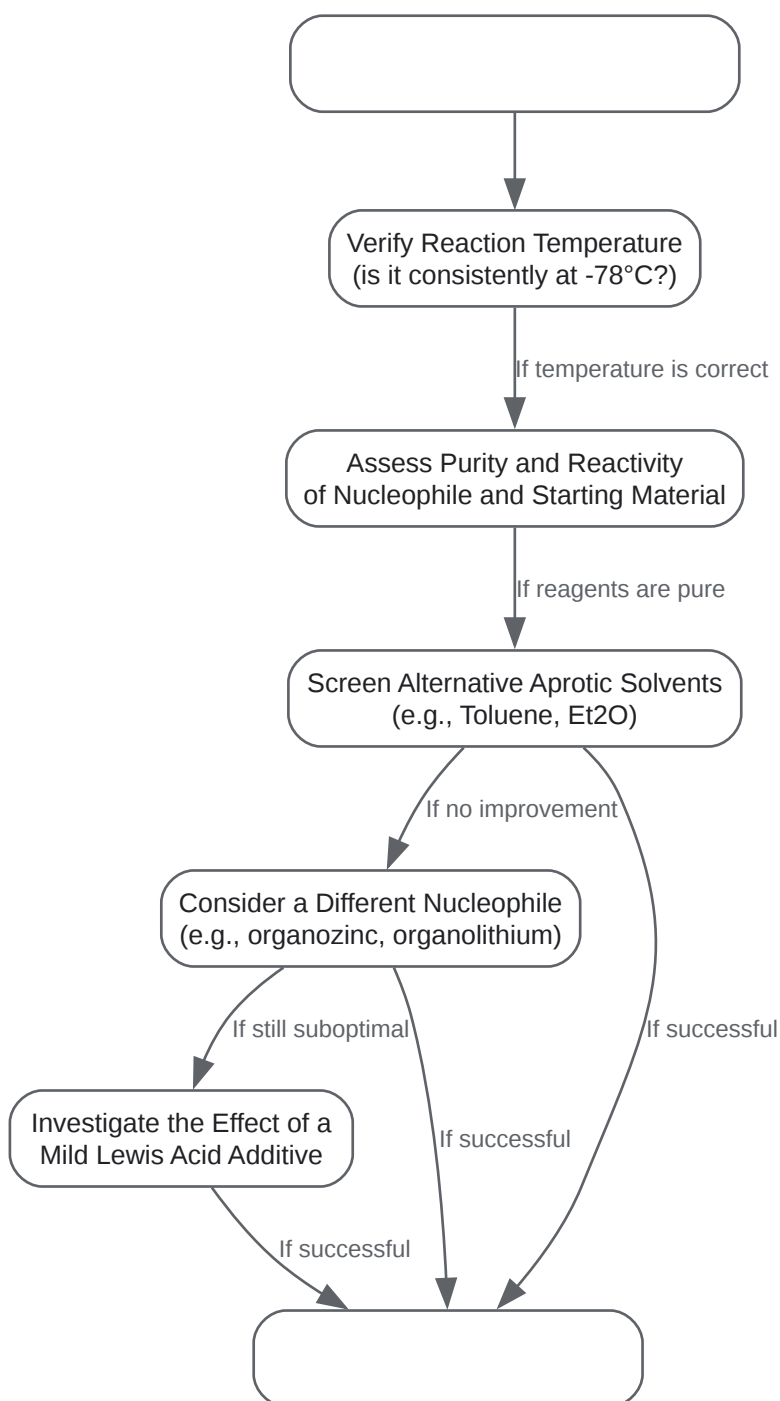 Verify Reaction Temperature
(is it consistently at -78°C?)
If temperature is correct
Assess Purity and Reactivity
of Nucleophile and Starting Material
If reagents are pure
Screen Alternative Aprotic Solvents
(e.g., Toluene, Et2O)
If no improvement
Consider a Different Nucleophile
(e.g., organozinc, organolithium)
If still suboptimal
If successful
Investigate the Effect of a
Mild Lewis Acid Additive
If successful
If successful